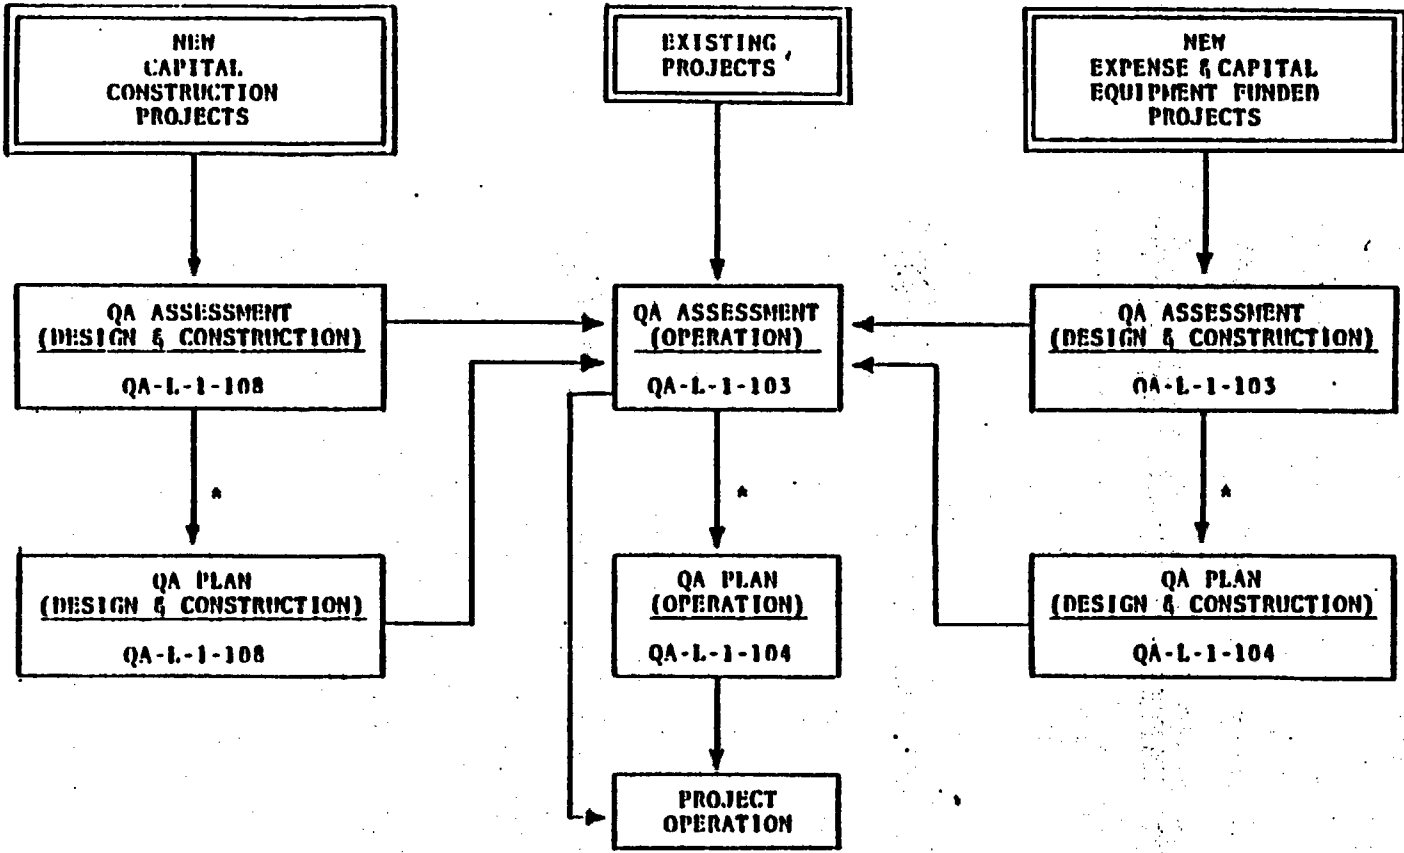 NEW
CAPITAL
CONSTRUCTION
PROJECTS
EXISTING
PROJECTS
NEW
EXPENSE & CAPITAL
EQUIPMENT FUNDED
PROJECTS
QA ASSESSMENT
(DESIGN & CONSTRUCTION)
QA-L-1-108
QA ASSESSMENT
(OPERATION)
QA-L-1-103
QA ASSESSMENT
(DESIGN & CONSTRUCTION)
QA-L-1-103
*
*
*
QA PLAN
(DESIGN & CONSTRUCTION)
QA-L-1-108
QA PLAN
(OPERATION)
QA-L-1-104
QA PLAN
(DESIGN & CONSTRUCTION)
QA-L-1-104
PROJECT
OPERATION